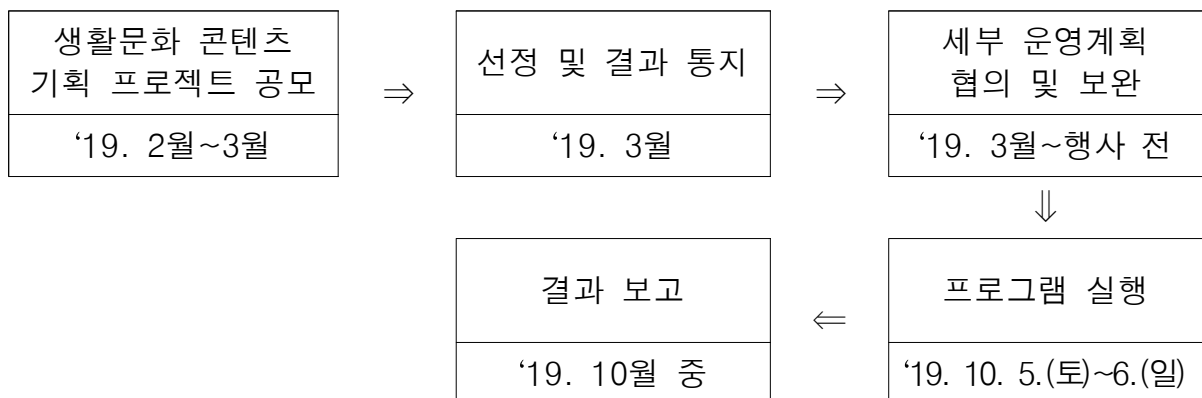 생활문화 콘텐츠
기획 프로젝트 공모
‘19. 2월~3월
⇒
선정 및 결과 통지
‘19. 3월
⇒
세부 운영계획
협의 및 보완
‘19. 3월~행사 전
⇓
프로그램 실행
‘19. 10. 5.(토)~6.(일)
⇐
결과 보고
‘19. 10월 중